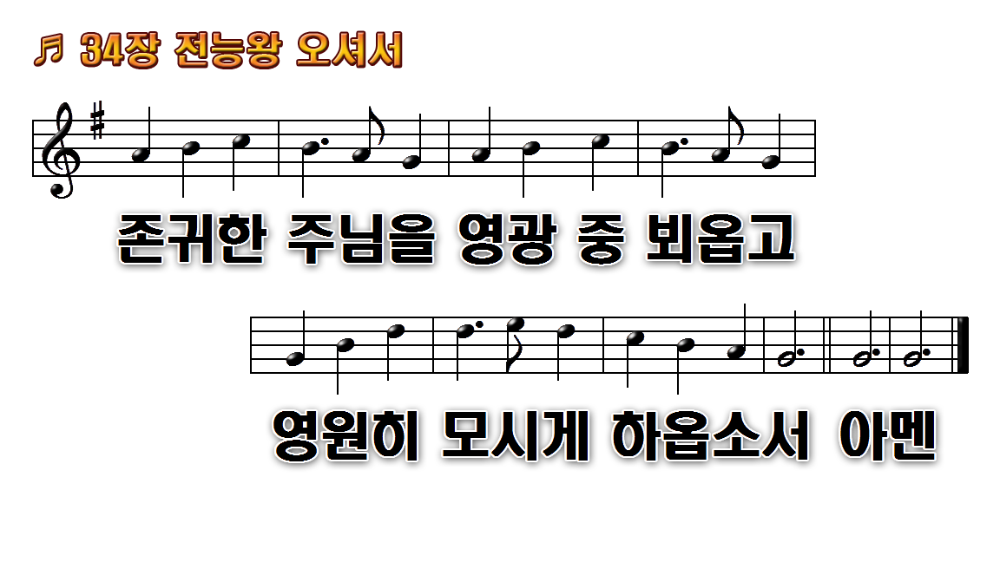 ♬ 34장 전능왕 오셔서
존귀한 주님을 영광 중 뵈옵고
영원히 모시게 하옵소서 아멘